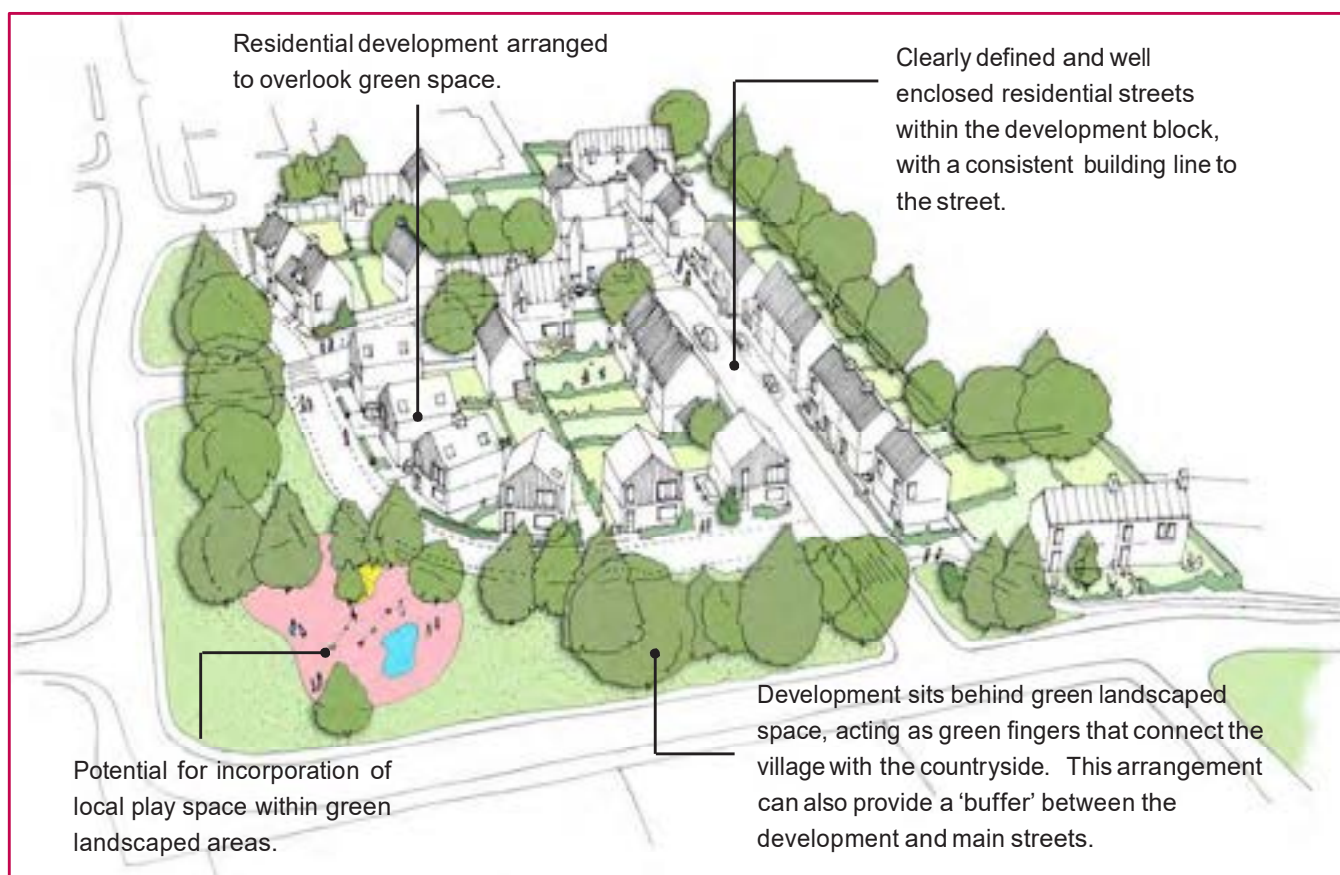 Residential development arranged
to overlook green space.
Clearly defined and well
enclosed residential streets
within the development block,
with a consistent building line to
the street.
Potential for incorporation of
local play space within green
landscaped areas.
Development sits behind green landscaped
space, acting as green fingers that connect the
village with the countryside. This arrangement
can also provide a ‘buffer’ between the
development and main streets.